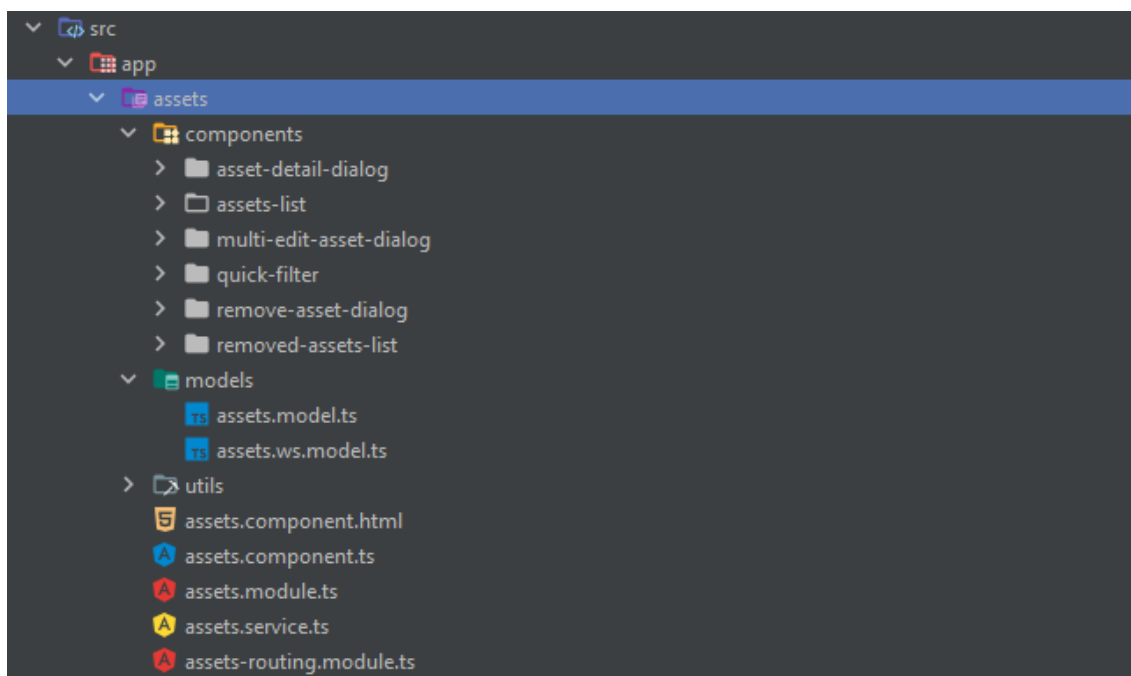 src
app
assets
components
asset-detail-dialog
assets-list
multi-edit-asset-dialog
quick-filter
remove-asset-dialog
removed-assets-list
models
TS assets.model.ts
TS assets.ws.model.ts
utils
assets.component.html
assets.component.ts
assets.module.ts
assets.service.ts
assets-routing.module.ts